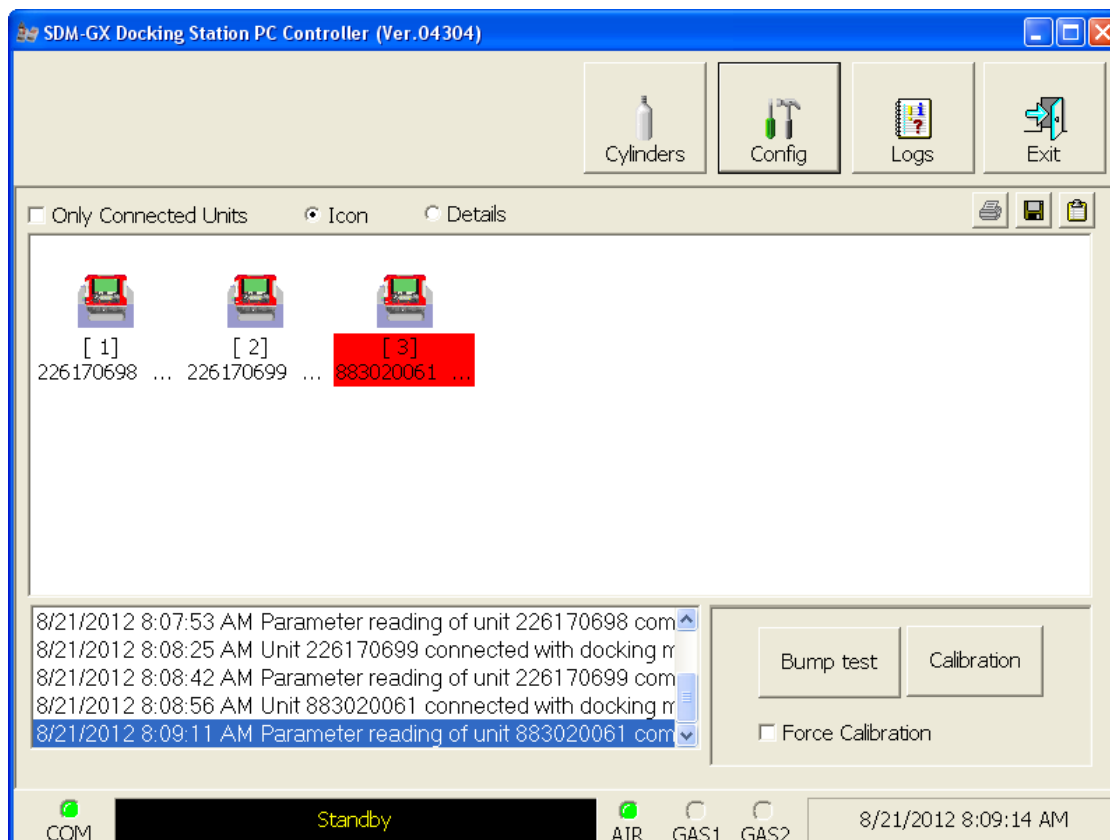 SDM-GX Docking Station PC Controller (Ver.04304)
Cylinders
Config
Logs
Exit
Only Connected Units
Icon
Details
[ 1]
226170698 ...
[ 2]
226170699 ...
[ 3]
883020061 ...
8/21/2012 8:07:53 AM Parameter reading of unit 226170698 com
8/21/2012 8:08:25 AM Unit 226170699 connected with docking m
8/21/2012 8:08:42 AM Parameter reading of unit 226170699 com
8/21/2012 8:08:56 AM Unit 883020061 connected with docking m
8/21/2012 8:09:11 AM Parameter reading of unit 883020061 com
Bump test
Calibration
Force Calibration
COM
Standby
AIR
GAS1
GAS2
8/21/2012 8:09:14 AM